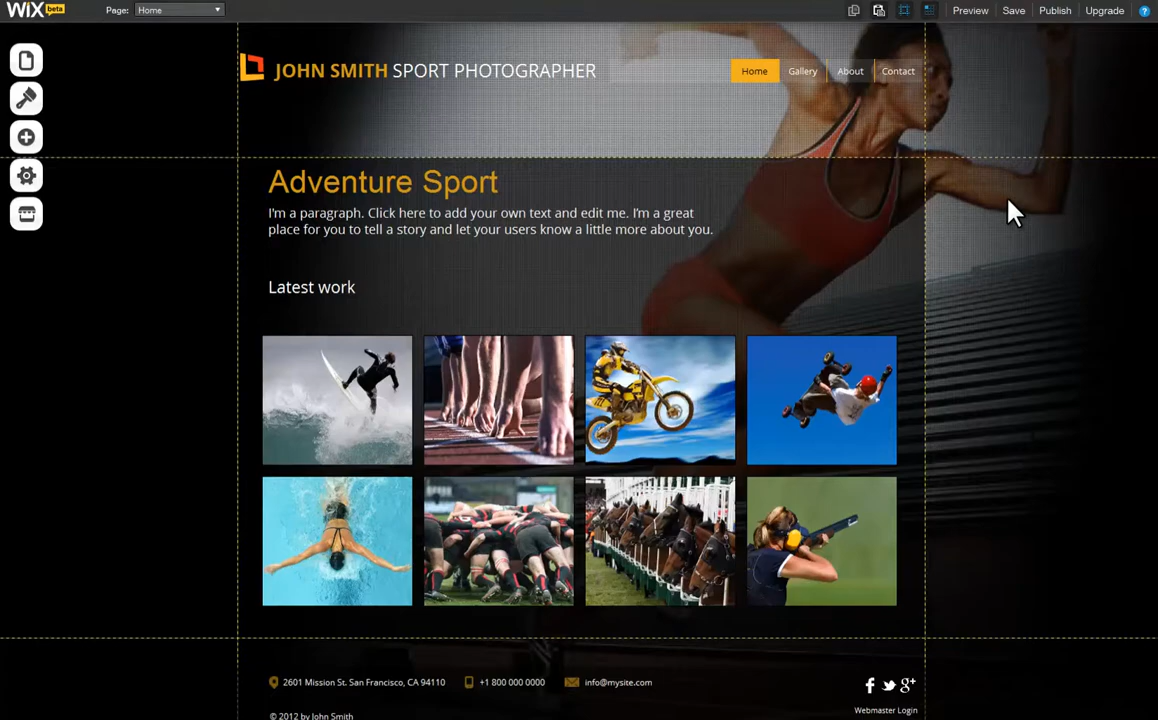 WIX beta Page: Home Preview Save Publish Upgrade ?
JOHN SMITH SPORT PHOTOGRAPHER Home Gallery About Contact
Adventure Sport
I'm a paragraph. Click here to add your own text and edit me. I'm a great
place for you to tell a story and let your users know a little more about you.
Latest work
2601 Mission St. San Francisco, CA 94110 +1 800 000 0000 info@mysite.com f g+
Webmaster Login
© 2012 by John Smith